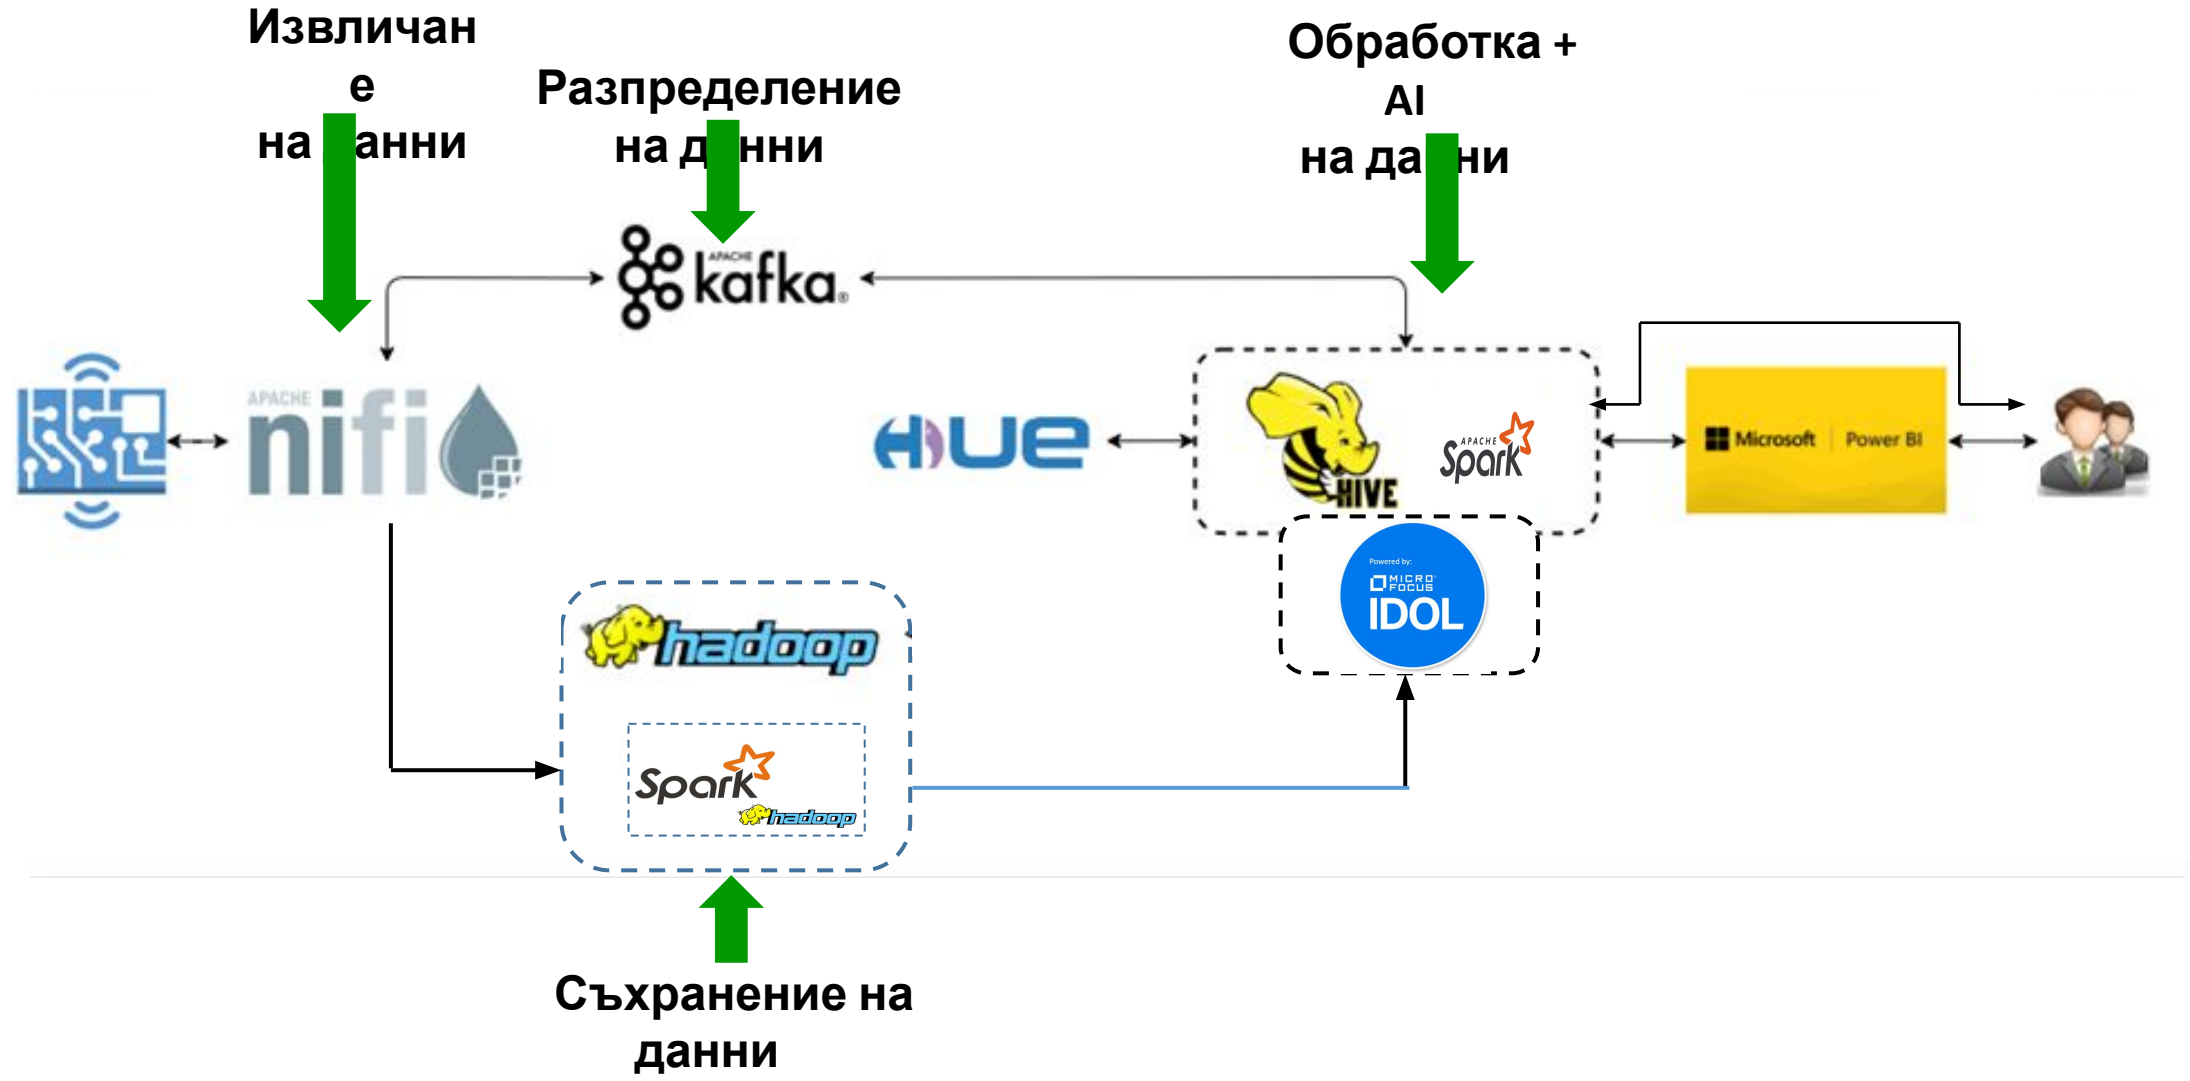 Извличан
е
на данни
Разпределение
на данни
Обработка +
AI
на данни
APACHE
kafka®
APACHE
nifi
HUE
HIVE
APACHE
Spark
Microsoft | Power BI
Powered by:
MICRO
FOCUS
IDOL
hadoop
Spark
hadoop
Съхранение на
данни